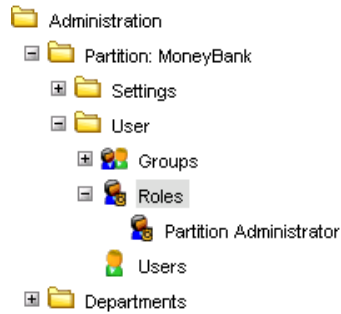 Administration
Partition: MoneyBank
Settings
User
Groups
Roles
Partition Administrator
Users
Departments